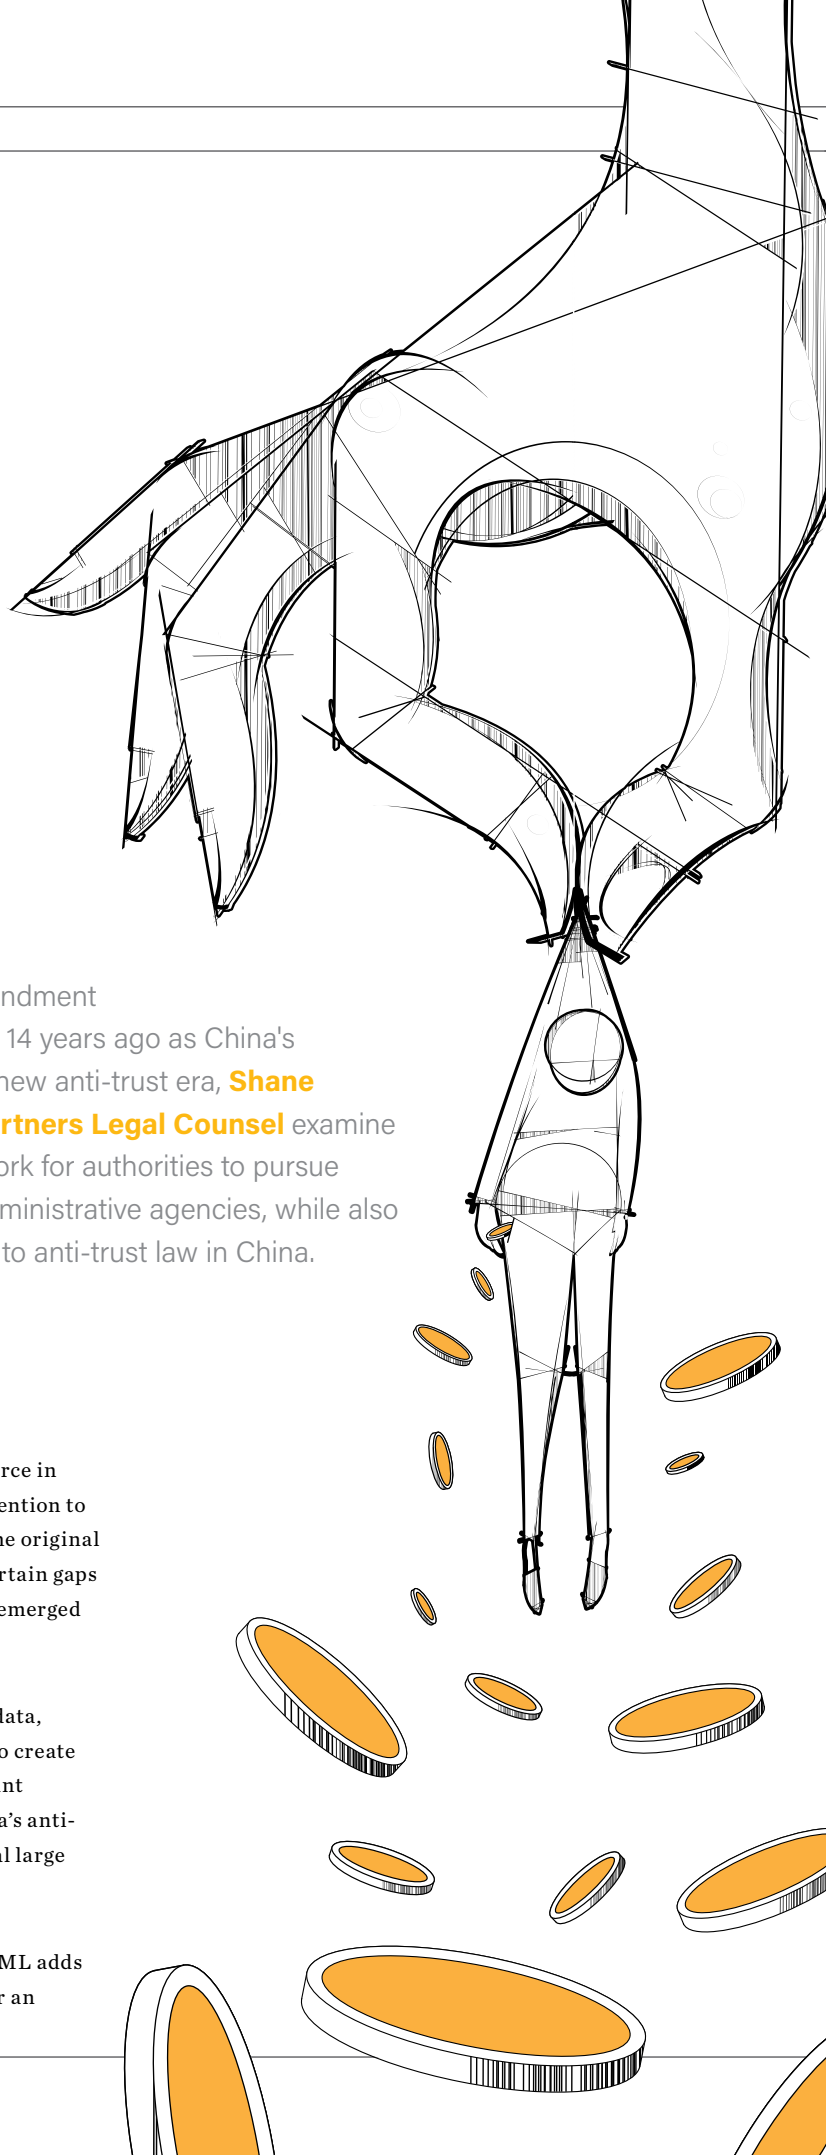 ndment
14 years ago as China's
new anti-trust era, Shane
rtners Legal Counsel examine
ork for authorities to pursue
ministrative agencies, while also
to anti-trust law in China.
rce in
ention to
ne original
rtain gaps
emerged
data,
o create
nt
a’s anti-
al large
ML adds
r an